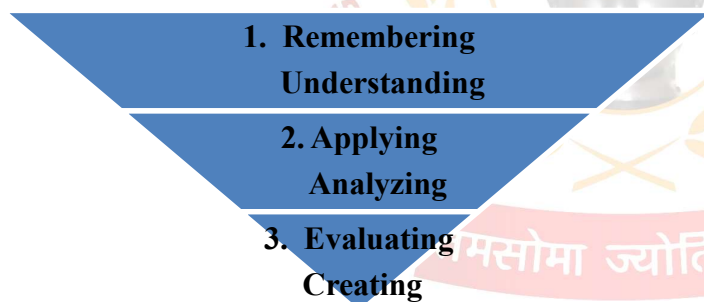 1. Remembering
Understanding
2. Applying
Analyzing
3. Evaluating
Creating
मसोमा ज्योति